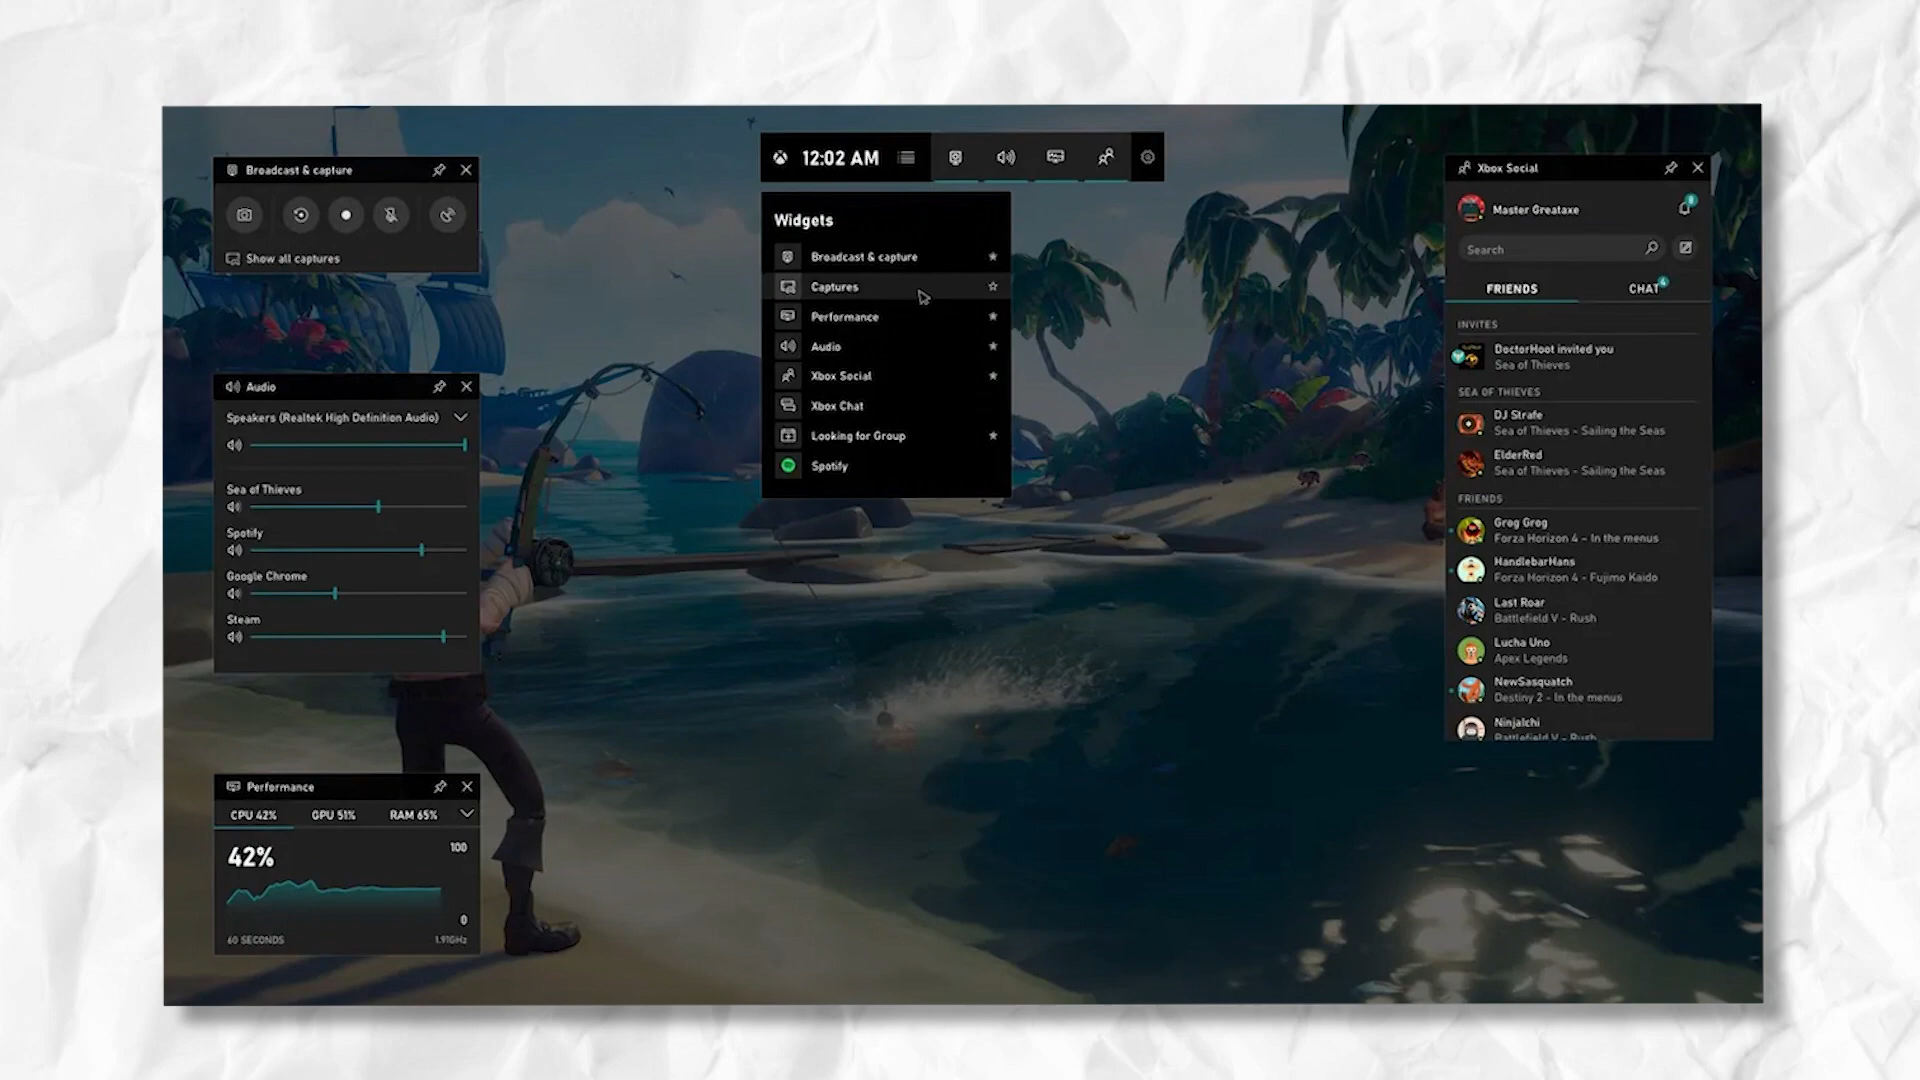 Broadcast & capture
Show all captures
Audio
Speakers (Realtek High Definition Audio)
Sea of Thieves
Spotify
Google Chrome
Steam
Performance
CPU 42%
GPU 51%
RAM 65%
42%
100
0
60 SECONDS
1.91GHz
12:02 AM
Widgets
Broadcast & capture
Captures
Performance
Audio
Xbox Social
Xbox Chat
Looking for Group
Spotify
Xbox Social
Master Greataxe
Search
FRIENDS
CHAT 4
INVITES
DoctorHoot invited you
Sea of Thieves
SEA OF THIEVES
DJ Strafe
Sea of Thieves - Sailing the Seas
ElderRed
Sea of Thieves - Sailing the Seas
FRIENDS
Grog Grog
Forza Horizon 4 - In the menus
HandlebarHans
Forza Horizon 4 - Fujimo Kaido
Last Roar
Battlefield V - Rush
Lucha Uno
Apex Legends
NewSasquatch
Destiny 2 - In the menus
NinjaIchi
Battlefield V - Rush